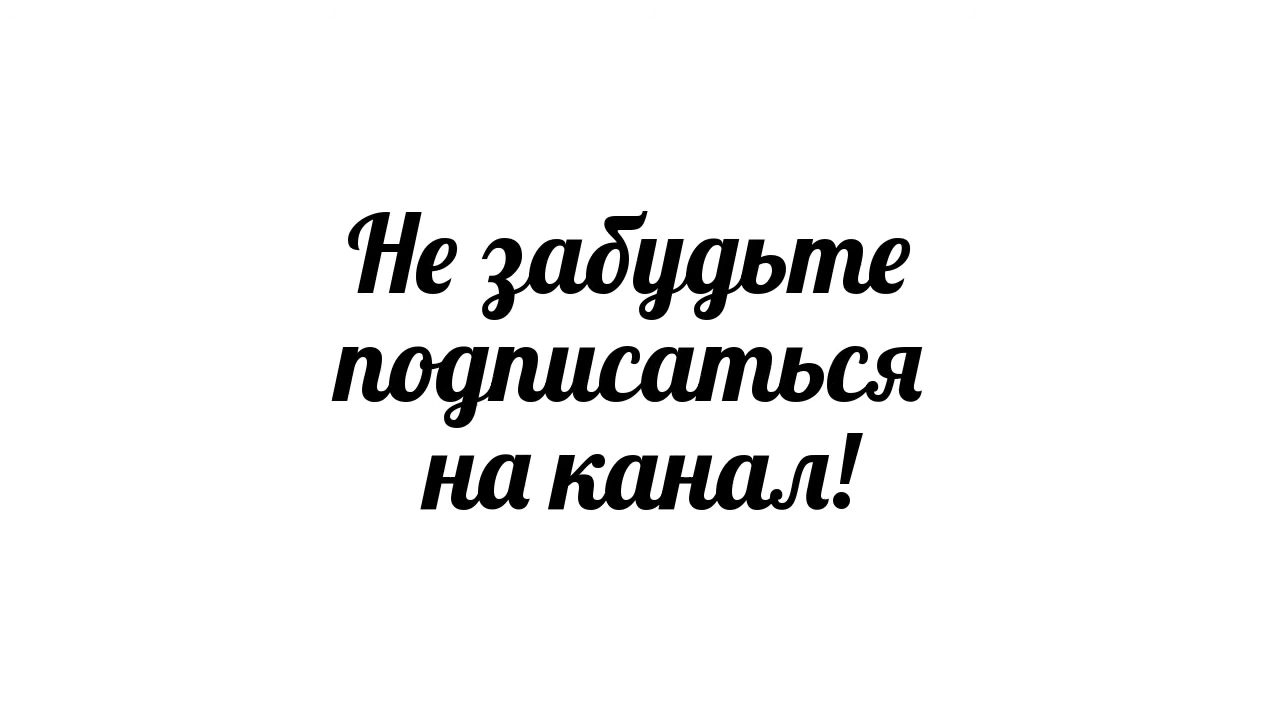 Не забудьте
подписаться
на канал!